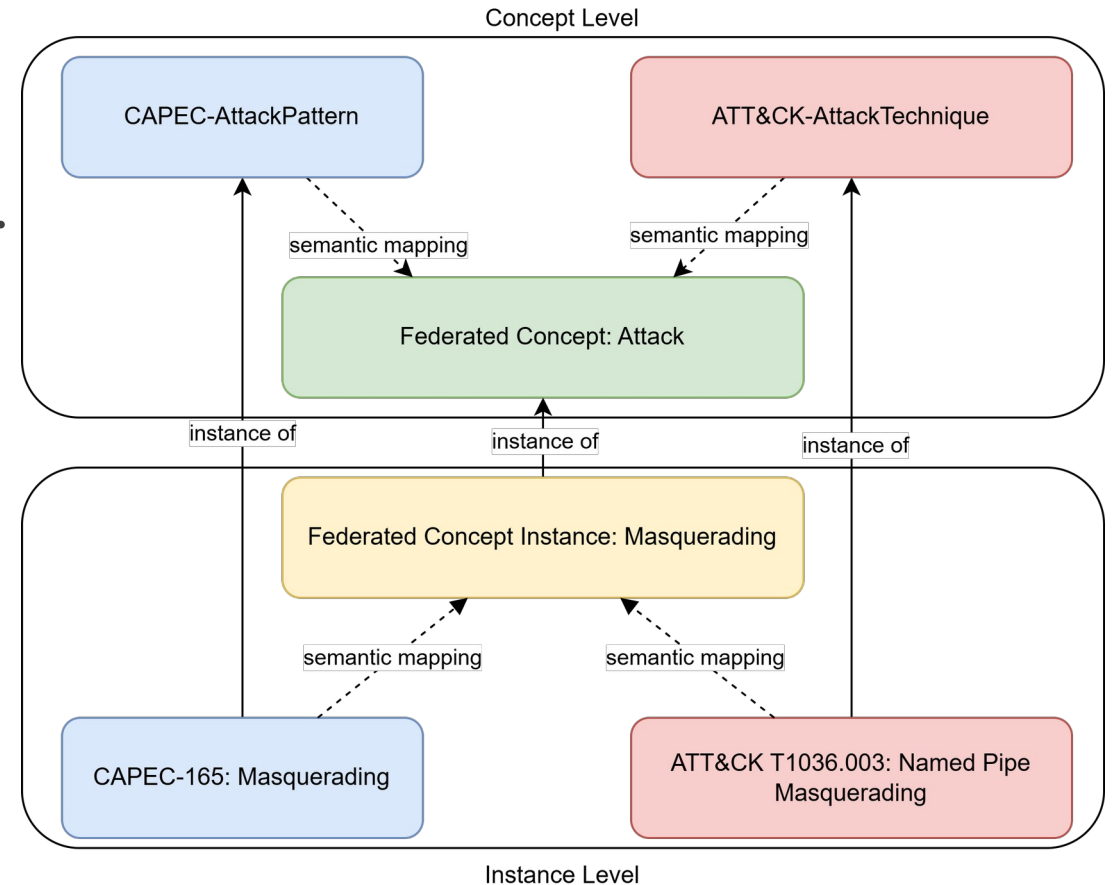 Concept Level
CAPEC-AttackPattern
ATT&CK-AttackTechnique
semantic mapping
semantic mapping
Federated Concept: Attack
instance of
instance of
instance of
Federated Concept Instance: Masquerading
semantic mapping
semantic mapping
CAPEC-165: Masquerading
ATT&CK T1036.003: Named Pipe
Masquerading
Instance Level